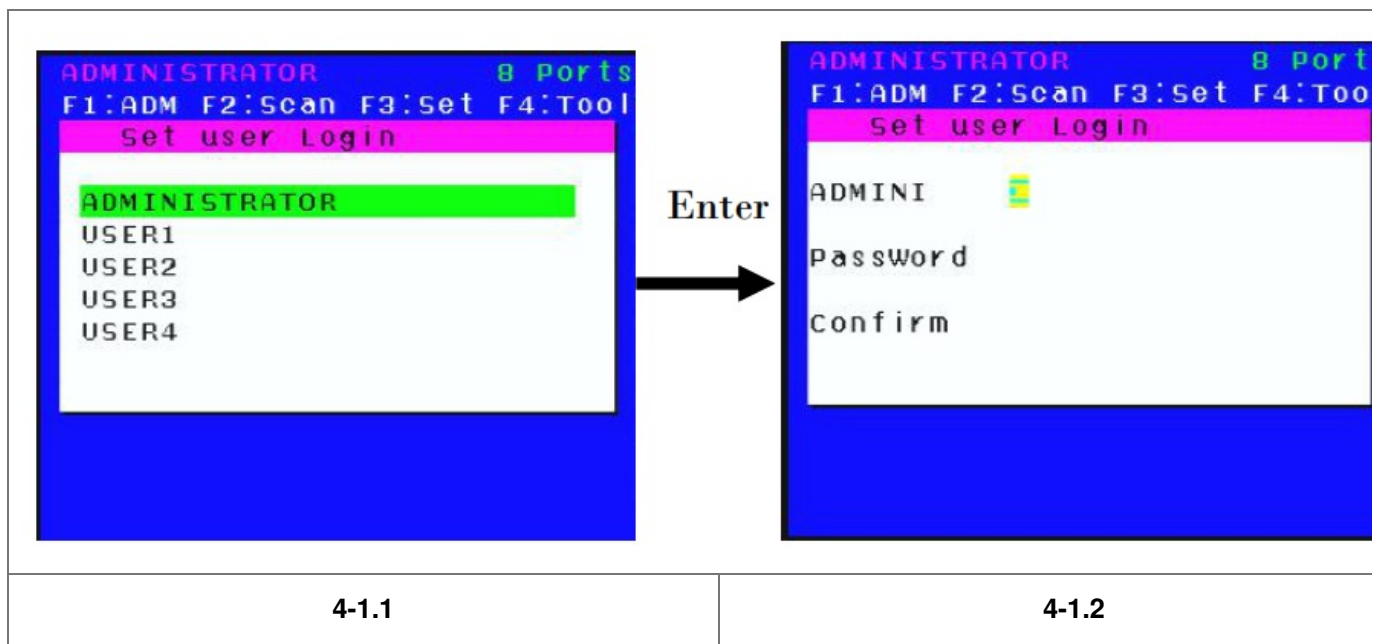 ADMINISTRATOR 8 Ports
F1:ADM F2:Scan F3:Set F4:Tool
Set user Login
ADMINISTRATOR
USER1
USER2
USER3
USER4
Enter
ADMINISTRATOR 8 Port
F1:ADM F2:Scan F3:Set F4:Too
Set user Login
ADMINI
PassWord
Confirm
4-1.1
4-1.2